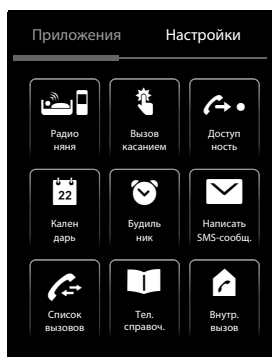 Приложения Настройки
Радио Вызов Доступ
няня касанием ность
22
Кален Будиль Написать
дарь ник SMS-сообщ.
Список Тел. Внутр.
вызовов справоч. вызов